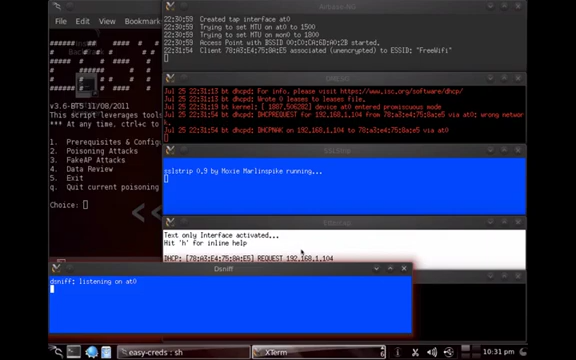 File Edit View Bookmark
v3.6-BT5 11/08/2011
This script leverages tools
*** At any time, ctrl+c to
1. Prerequisites & Config
2. Poisoning Attacks
3. FakeAP Attacks
4. Data Review
5. Exit
q. Quit current poisoning
Choice:
22:30:59 Created tap interface at0
22:30:59 Trying to set MTU on at0 to 1500
22:30:59 Trying to set MTU on mon0 to 1800
22:30:59 Access Point with BSSID 00:C0:CA:6D:A0:2B started.
22:31:54 Client 78:A3:E4:75:8A:E5 associated (unencrypted) to ESSID: "FreeWifi"
DMESG
Jul 25 22:31:13 bt dhcpd: For info, please visit https://www.isc.org/software/dhcp/
Jul 25 22:31:13 bt dhcpd: Wrote 0 leases to leases file.
Jul 25 22:31:19 bt kernel: [ 1887.506282] device at0 entered promiscuous mode
Jul 25 22:31:54 bt dhcpd: DHCPREQUEST for 192.168.1.104 from 78:a3:e4:75:8a:e5 via at0: wrong networ
Jul 25 22:31:54 bt dhcpd: DHCPNAK on 192.168.1.104 to 78:a3:e4:75:8a:e5 via at0
SSLStrip
sslstrip 0.9 by Moxie Marlinspike running...
Ettercap
Text only Interface activated...
Hit 'h' for inline help
DHCP: [78:A3:E4:75:8A:E5] REQUEST 192.168.1.104
Dsniff
dsniff: listening on at0
easy-creds : sh
XTerm
6
10:31 pm